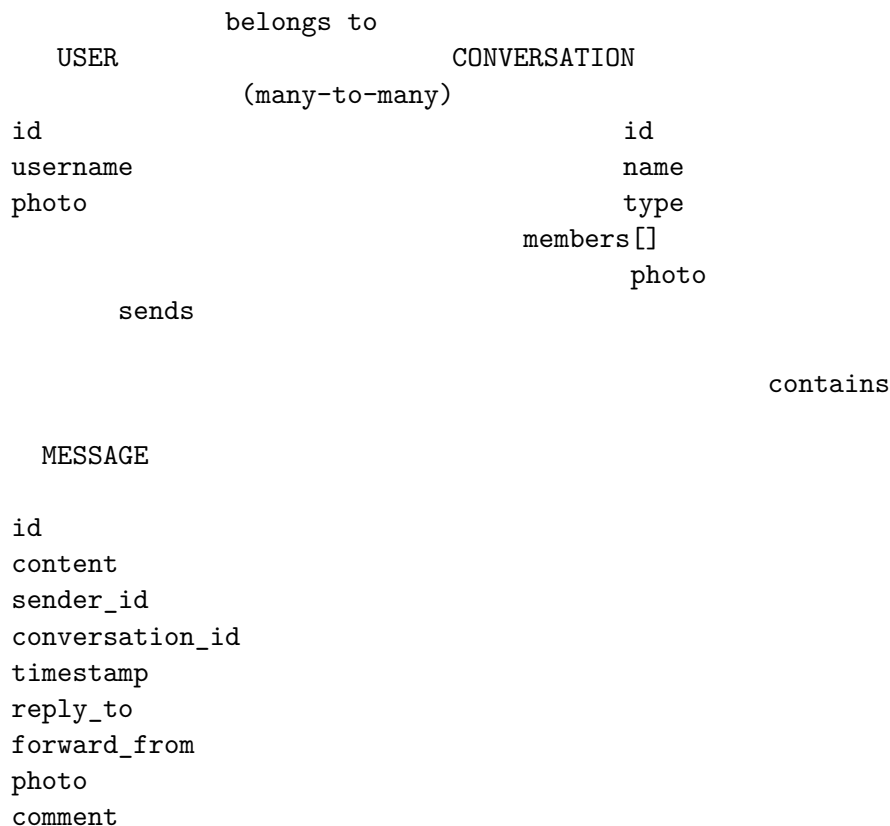 belongs to
USER CONVERSATION
(many-to-many)
id id
username name
photo type
members[]
photo
sends
contains
MESSAGE
id
content
sender_id
conversation_id
timestamp
reply_to
forward_from
photo
comment